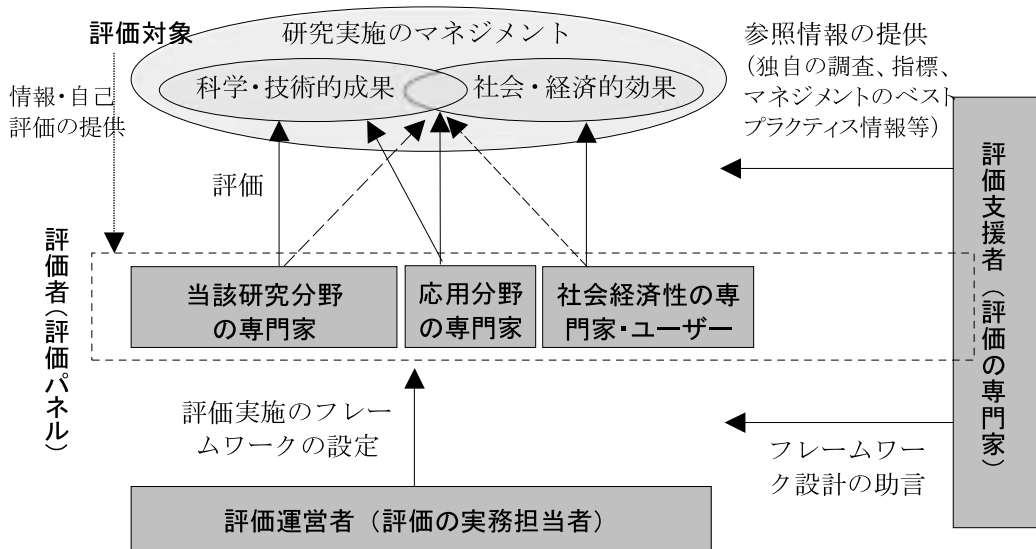 評価対象
研究実施のマネジメント
科学・技術的成果
社会・経済的効果
参照情報の提供
（独自の調査、指標、
マネジメントのベスト
プラクティス情報等）
情報・自己
評価の提供
評価
評価者（評価パネル）
当該研究分野
の専門家
応用分野
の専門家
社会経済性の専
門家・ユーザー
評価支援者（評価の専門家）
評価実施のフレー
ムワークの設定
フレームワー
ク設計の助言
評価運営者（評価の実務担当者）